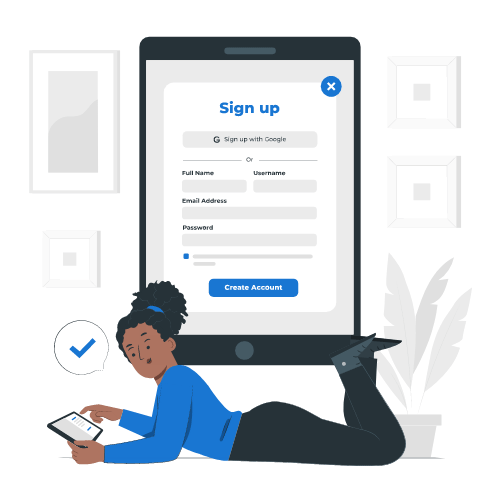 Sign up
G Sign up with Google
Or
Full Name Username
Email Address
Password
Create Account